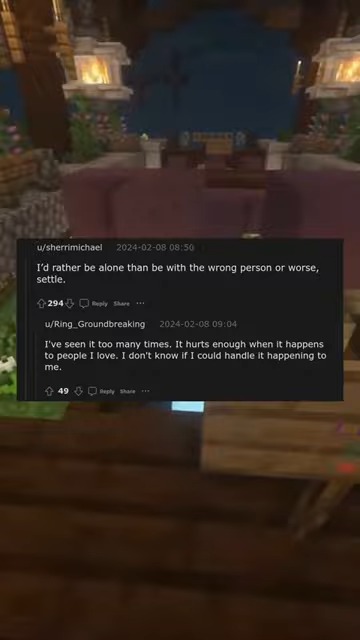 u/sherrimichael 2024-02-08 08:50
I'd rather be alone than be with the wrong person or worse,
settle.
294 Reply Share ···
u/Ring_Groundbreaking 2024-02-08 09:04
I've seen it too many times. It hurts enough when it happens
to people I love. I don't know if I could handle it happening to
me.
49 Reply Share ···